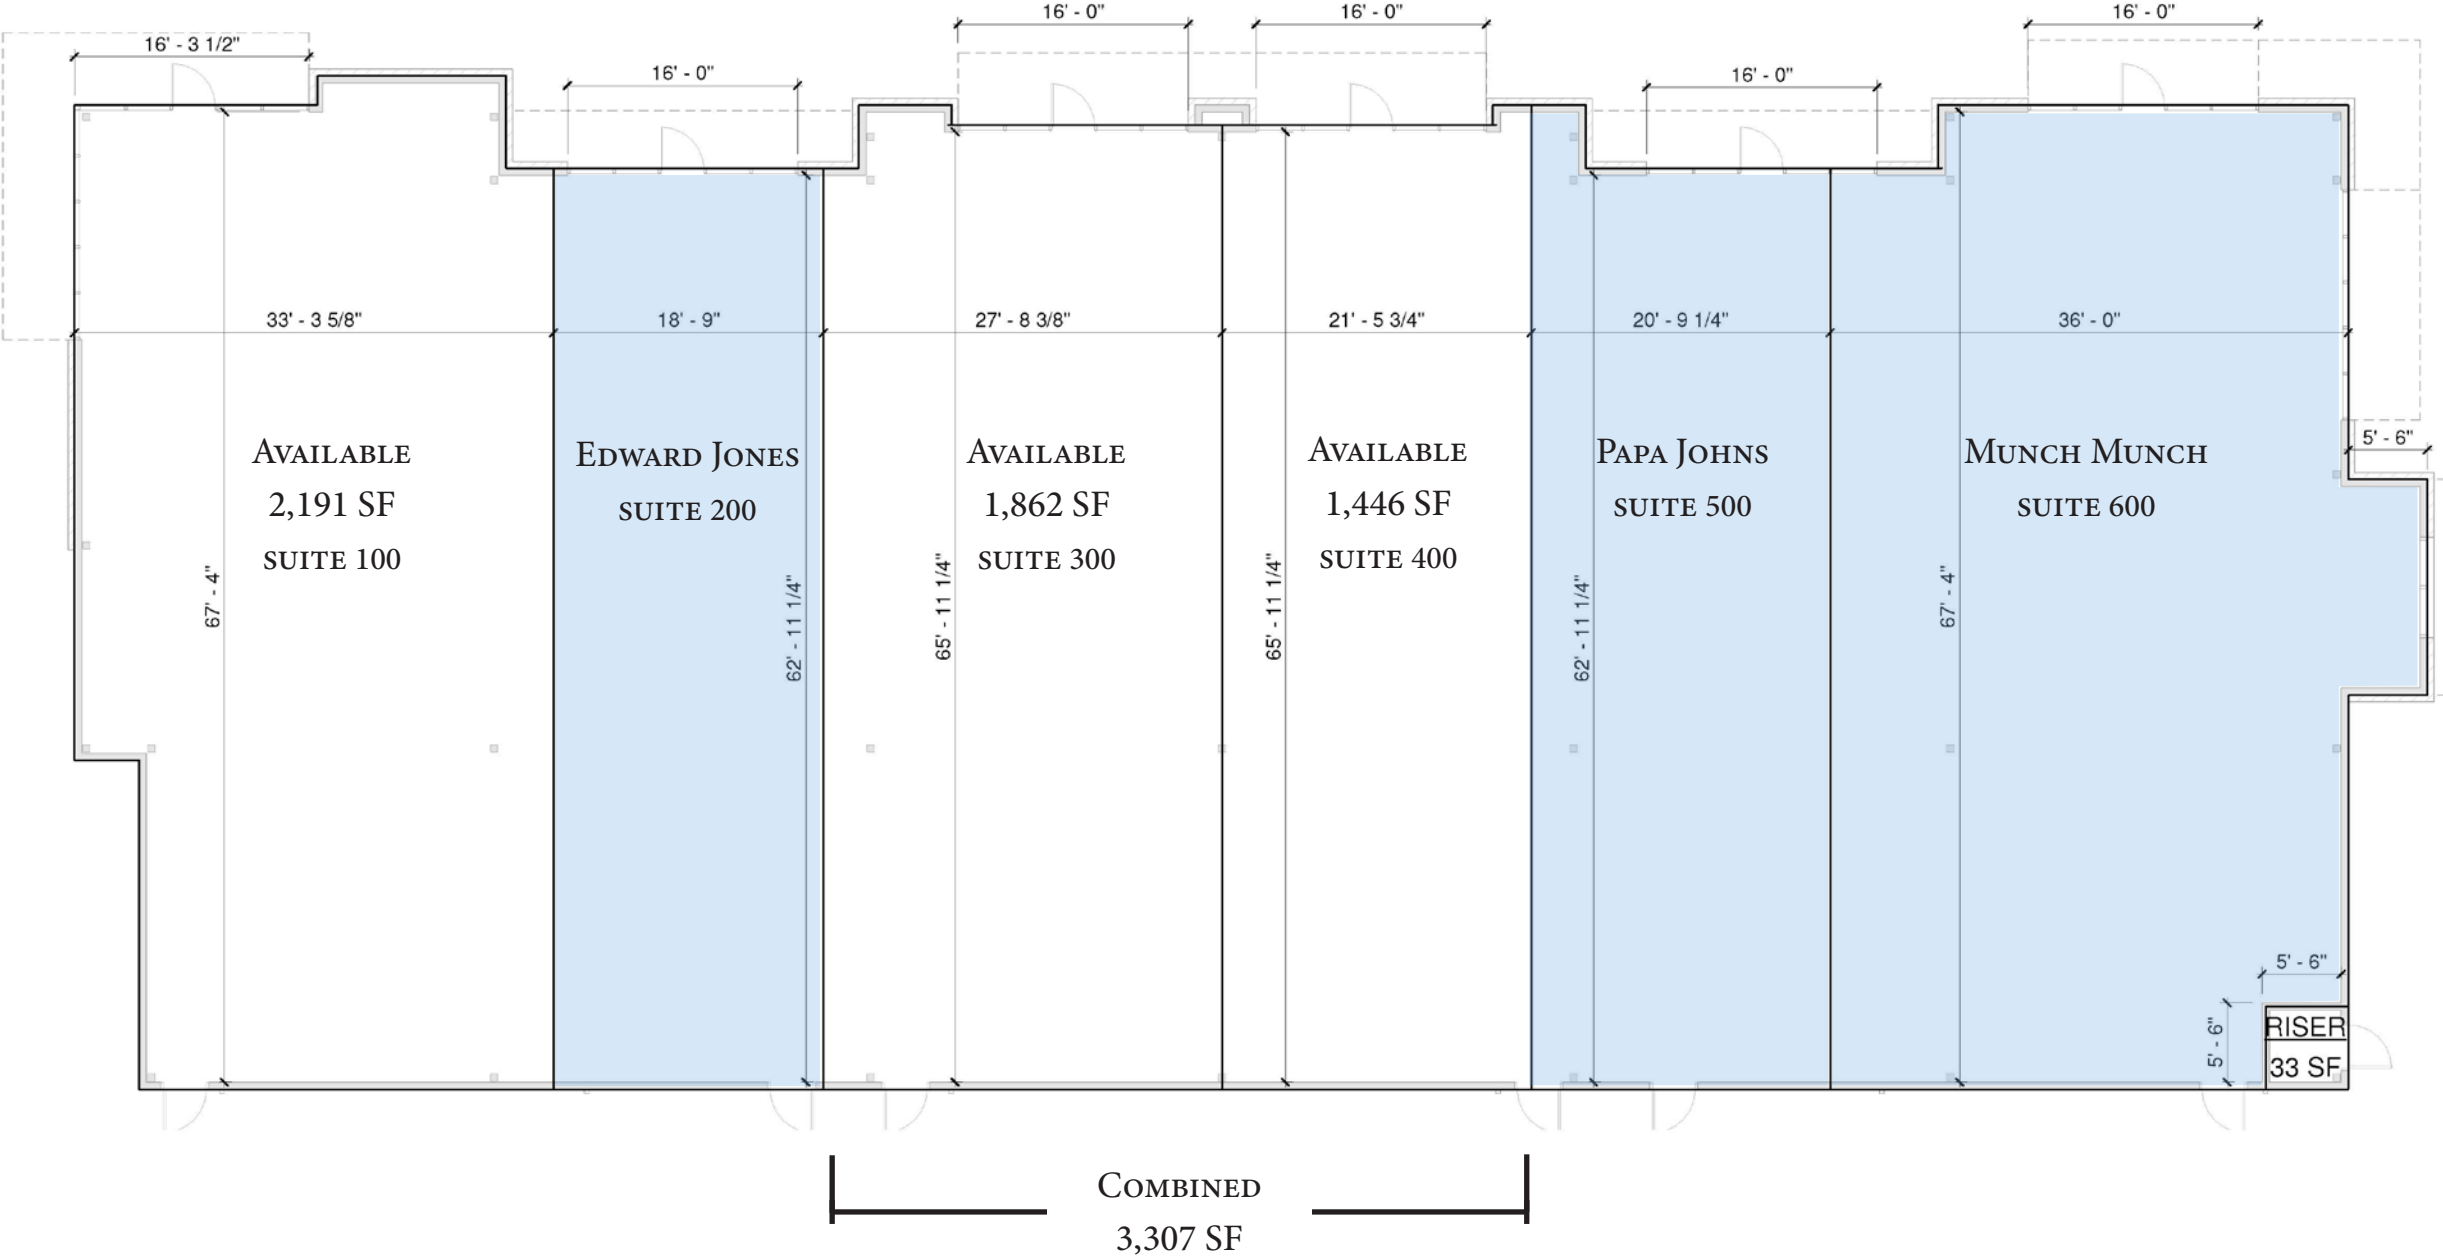 16' - 0"
16' - 0"
16' - 0"
16' - 3 1/2"
16' - 0"
16' - 0"
33' - 3 5/8"
18' - 9"
27' - 8 3/8"
21' - 5 3/4"
20' - 9 1/4"
36' - 0"
5' - 6"
Available
2,191 SF
suite 100
Edward Jones
suite 200
Available
1,862 SF
suite 300
Available
1,446 SF
suite 400
Papa Johns
suite 500
Munch Munch
suite 600
67' - 4"
62' - 11 1/4"
65' - 11 1/4"
65' - 11 1/4"
62' - 11 1/4"
67' - 4"
5' - 6"
5' - 6"
RISER
33 SF
Combined
3,307 SF